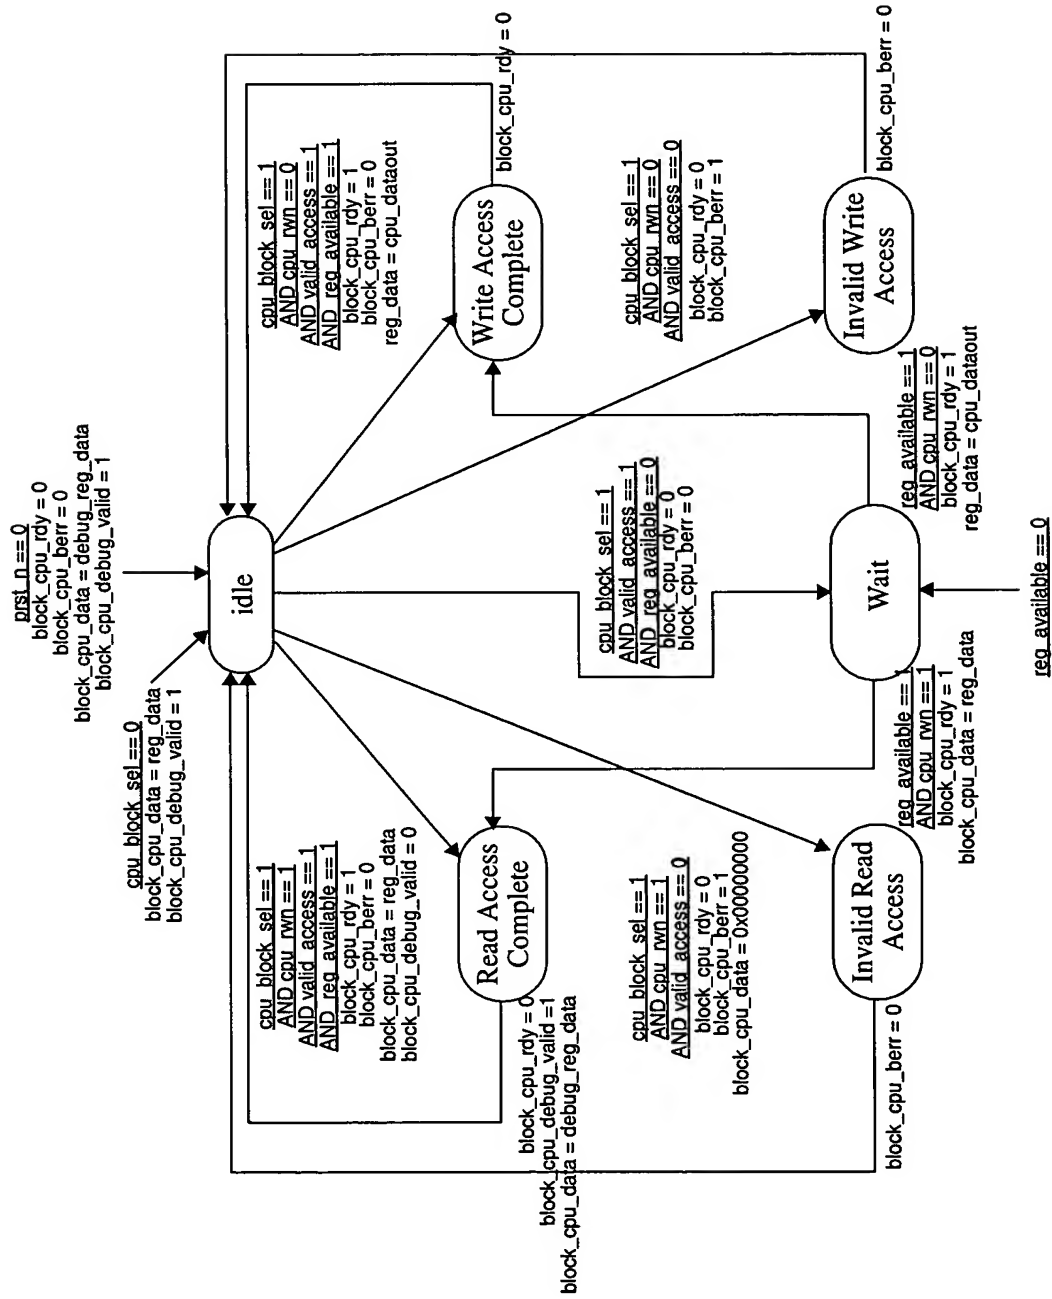 prst_n == 0
block_cpu_rdy = 0
block_cpu_berr = 0
block_cpu_data = debug_reg_data
block_cpu_debug_valid = 1
cpu_block_sel == 0
block_cpu_data = reg_data
block_cpu_debug_valid = 1
idle
cpu_block_sel == 1
AND cpu_rwn == 1
AND valid_access == 1
AND reg_available == 1
block_cpu_rdy = 1
block_cpu_berr = 0
block_cpu_data = reg_data
block_cpu_debug_valid = 0
cpu_block_sel == 1
AND cpu_rwn == 0
AND valid_access == 1
AND reg_available == 1
block_cpu_rdy = 1
block_cpu_berr = 0
reg_data = cpu_dataout
Read Access
Complete
Write Access
Complete
block_cpu_rdy = 0
block_cpu_debug_valid =1
block_cpu_data = debug_reg_data
block_cpu_rdy = 0
cpu_block_sel == 1
AND valid_access == 1
AND reg_available == 0
block_cpu_rdy = 0
block_cpu_berr = 0
cpu_block_sel == 1
AND cpu_rwn == 1
AND valid_access == 0
block_cpu_rdy = 0
block_cpu_berr = 1
block_cpu_data = 0x00000000
cpu_block_sel == 1
AND cpu_rwn == 0
AND valid_access == 0
block_cpu_rdy = 0
block_cpu_berr = 1
Invalid Read
Access
Wait
Invalid Write
Access
block_cpu_berr = 0
reg_available == 1
AND cpu_rwn == 1
block_cpu_rdy = 1
block_cpu_data = reg_data
reg_available == 1
AND cpu_rwn == 0
block_cpu_rdy = 1
reg_data = cpu_dataout
block_cpu_berr = 0
reg_available == 0